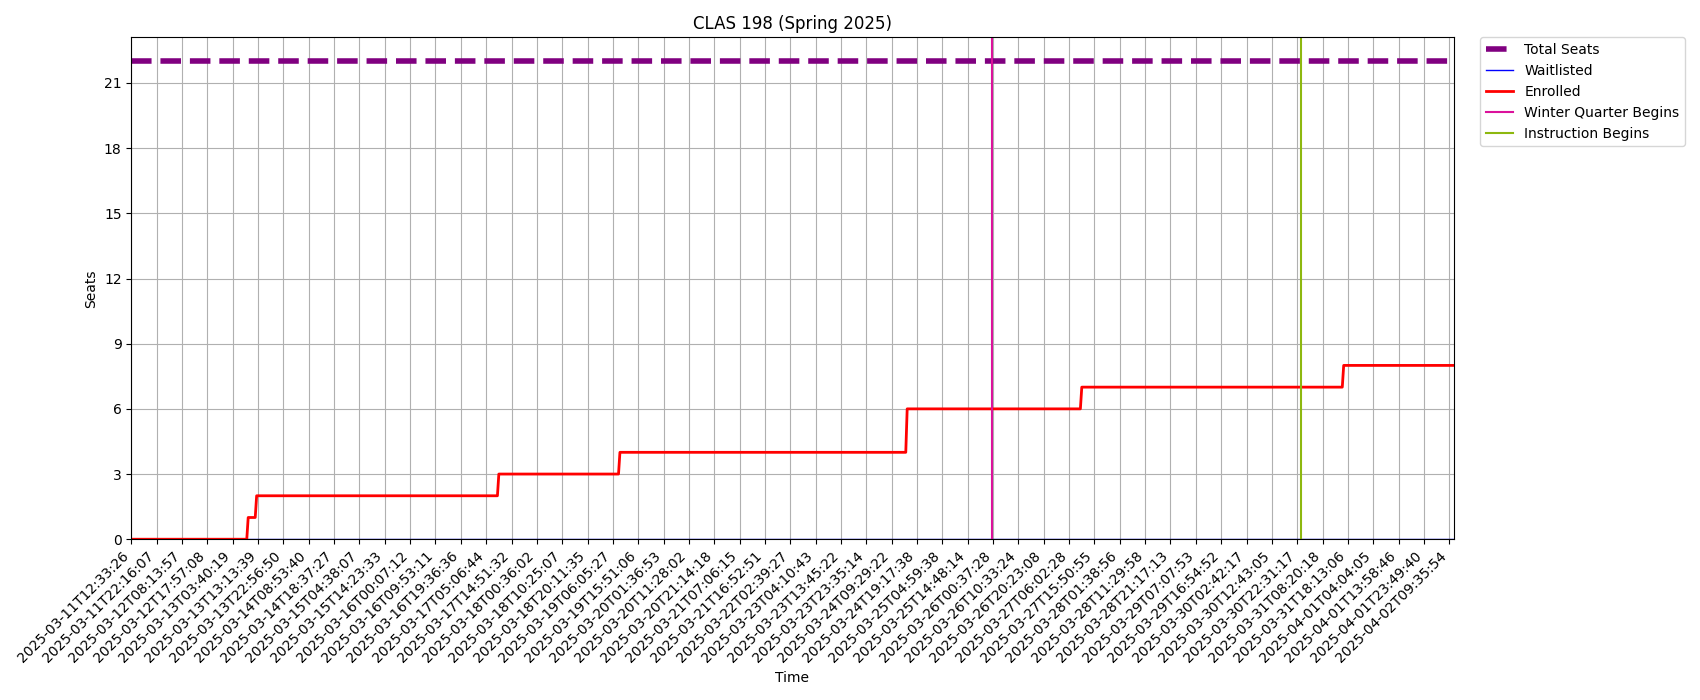 CLAS 198 (Spring 2025)
Total Seats
Waitlisted
Enrolled
Winter Quarter Begins
Instruction Begins
Seats
21
18
15
12
9
6
3
0
2025-03-11T12:33:26
2025-03-11T22:16:07
2025-03-12T08:13:57
2025-03-12T17:57:08
2025-03-13T03:40:19
2025-03-13T13:13:39
2025-03-13T22:56:50
2025-03-14T08:53:40
2025-03-14T18:37:27
2025-03-15T04:38:07
2025-03-15T14:23:33
2025-03-16T00:07:12
2025-03-16T09:53:11
2025-03-16T19:36:36
2025-03-17T05:06:44
2025-03-17T14:51:32
2025-03-18T00:36:02
2025-03-18T10:25:07
2025-03-18T20:11:35
2025-03-19T06:05:27
2025-03-19T15:51:06
2025-03-20T01:36:53
2025-03-20T11:28:02
2025-03-20T21:14:18
2025-03-21T07:06:15
2025-03-21T16:52:51
2025-03-22T02:39:27
2025-03-23T04:10:43
2025-03-23T13:45:22
2025-03-23T23:35:14
2025-03-24T09:29:22
2025-03-24T19:17:38
2025-03-25T04:59:38
2025-03-25T14:48:14
2025-03-26T00:37:28
2025-03-26T10:33:24
2025-03-26T20:23:08
2025-03-27T06:02:28
2025-03-27T15:50:55
2025-03-28T01:38:56
2025-03-28T11:29:58
2025-03-28T21:17:13
2025-03-29T07:07:53
2025-03-29T16:54:52
2025-03-30T02:42:17
2025-03-30T12:43:05
2025-03-30T22:31:17
2025-03-31T08:20:18
2025-03-31T18:13:06
2025-04-01T04:04:05
2025-04-01T13:58:46
2025-04-01T23:49:40
2025-04-02T09:35:54
Time